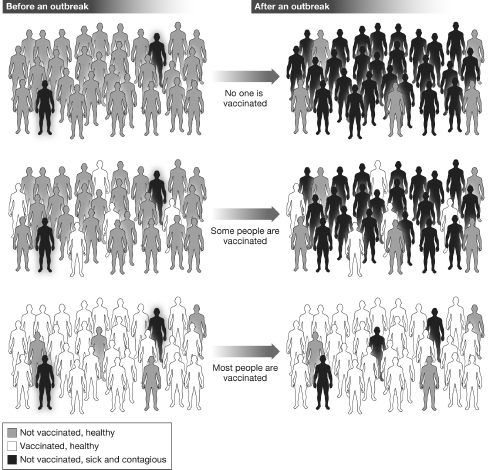 Before an outbreak
After an outbreak
No one is
vaccinated
Some people are
vaccinated
Most people are
vaccinated
Not vaccinated, healthy
Vaccinated, healthy
Not vaccinated, sick and contagious